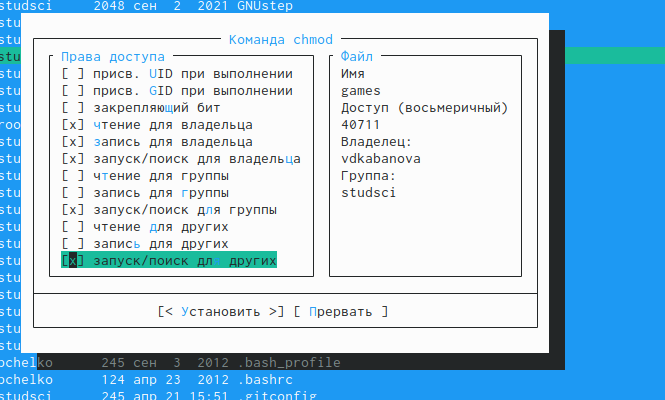 studsci 2048 сен 2 2021 GNUstep
Команда chmod
Права доступа
[ ] присв. UID при выполнении
[ ] присв. GID при выполнении
[ ] закрепляющий бит
[x] чтение для владельца
[x] запись для владельца
[x] запуск/поиск для владельца
[ ] чтение для группы
[ ] запись для группы
[x] запуск/поиск для группы
[ ] чтение для других
[ ] запись для других
[x] запуск/поиск для других
Файл
Имя
games
Доступ (восьмеричный)
40711
Владелец:
vdkabanova
Группа:
studsci
[< Установить >] [ Прервать ]
pchelko 245 сен 3 2012 .bash_profile
pchelko 124 апр 23 2012 .bashrc
studsci 245 апр 21 15:51 .gitconfig